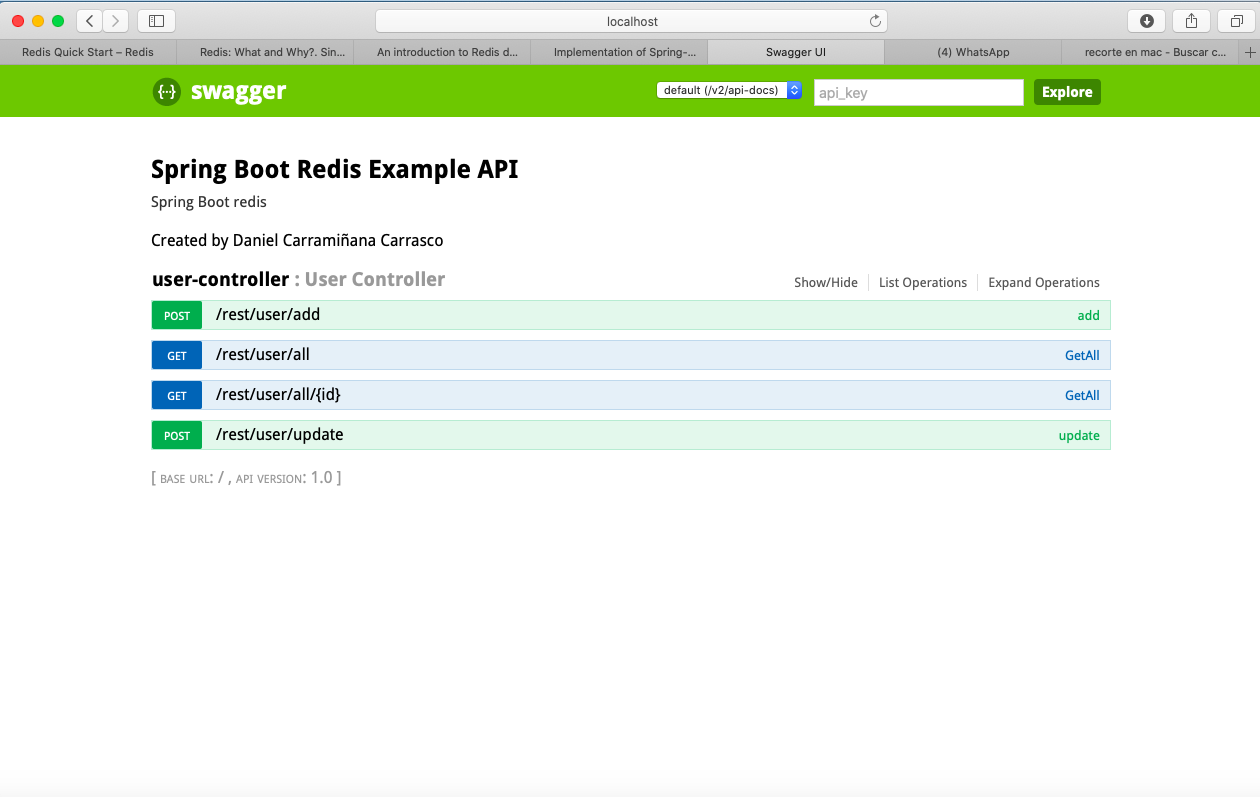 localhost
Redis Quick Start – Redis
Redis: What and Why?. Sin...
An introduction to Redis d...
Implementation of Spring-...
Swagger UI
(4) WhatsApp
recorte en mac - Buscar c...
{··} swagger
default (/v2/api-docs)
api_key
Explore
Spring Boot Redis Example API
Spring Boot redis
Created by Daniel Carramiñana Carrasco
user-controller : User Controller
Show/Hide
List Operations
Expand Operations
POST /rest/user/add add
GET /rest/user/all GetAll
GET /rest/user/all/{id} GetAll
POST /rest/user/update update
[ BASE URL: / , API VERSION: 1.0 ]